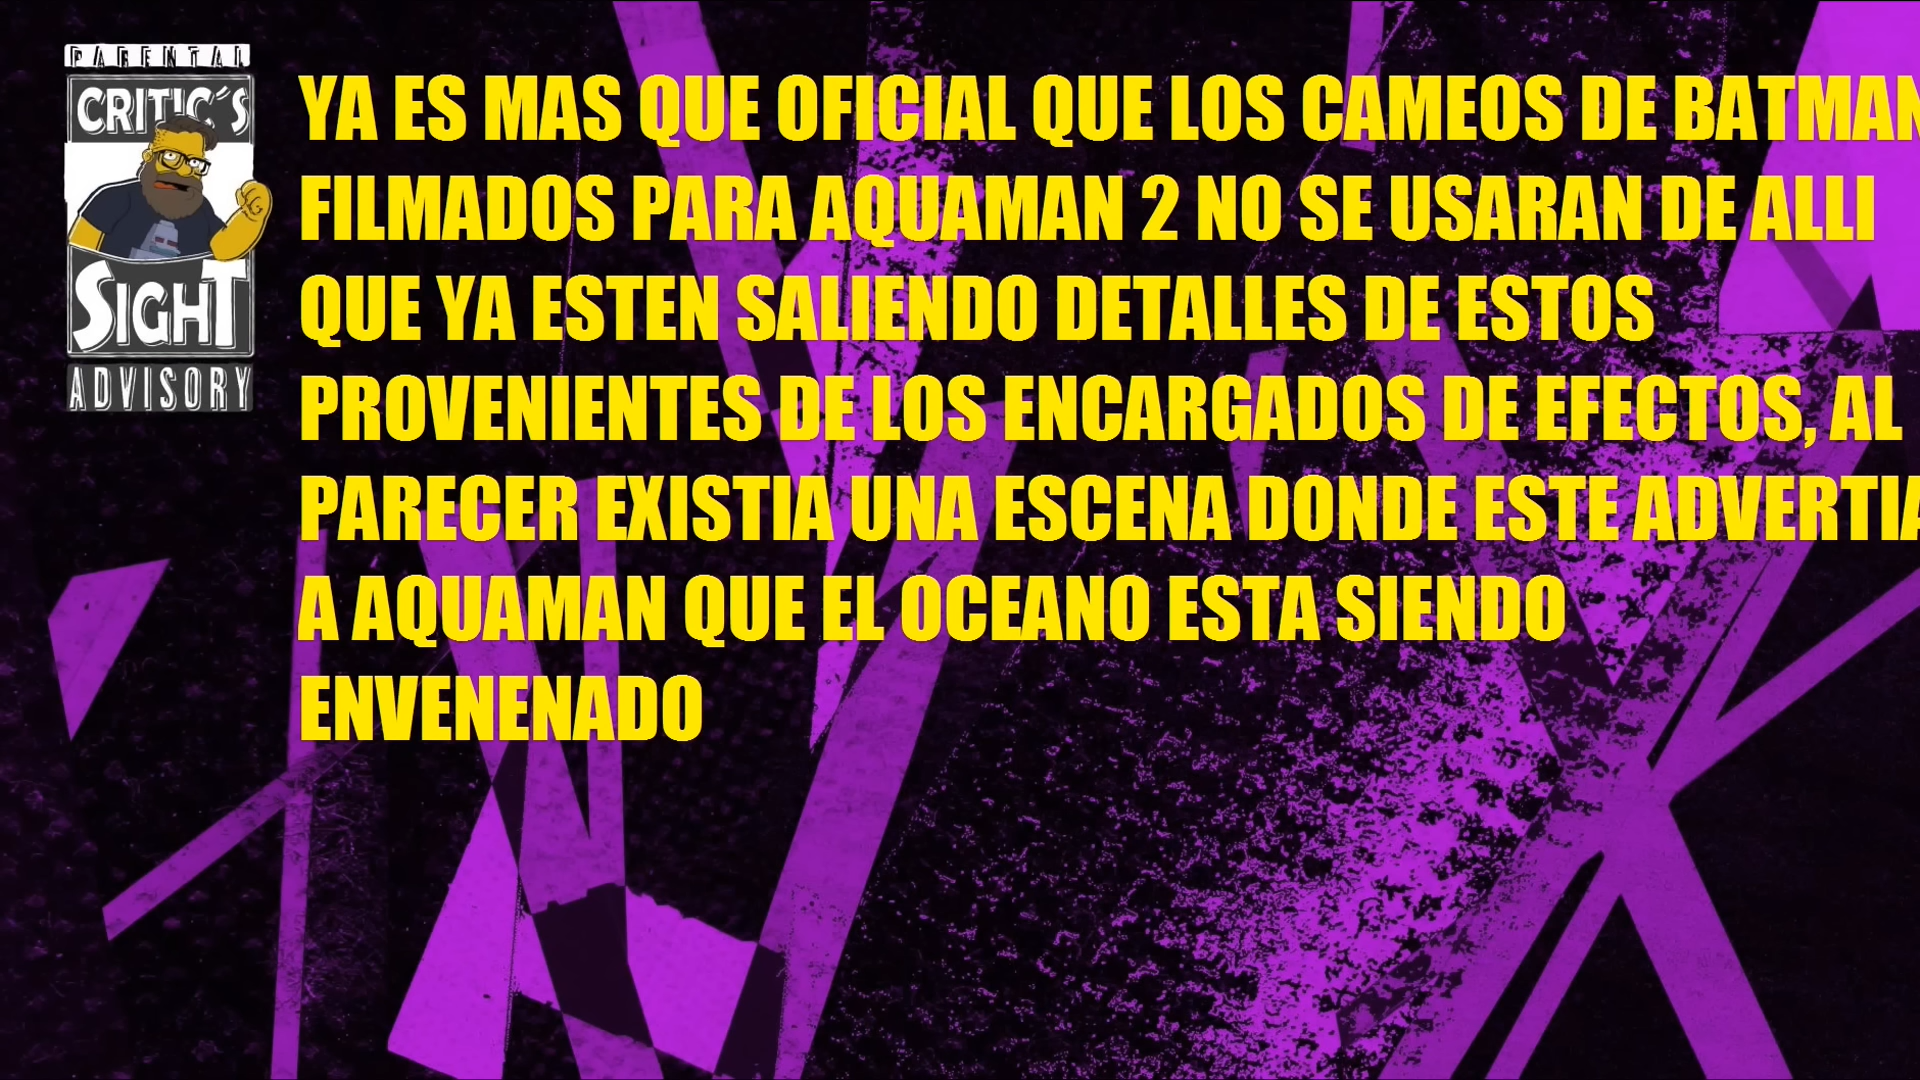 PARENTAL
CRITIC´S
SIGHT
ADVISORY
YA ES MAS QUE OFICIAL QUE LOS CAMEOS DE BATMAN
FILMADOS PARA AQUAMAN 2 NO SE USARAN DE ALLI
QUE YA ESTEN SALIENDO DETALLES DE ESTOS
PROVENIENTES DE LOS ENCARGADOS DE EFECTOS, AL
PARECER EXISTIA UNA ESCENA DONDE ESTE ADVERTIA
A AQUAMAN QUE EL OCEANO ESTA SIENDO
ENVENENADO